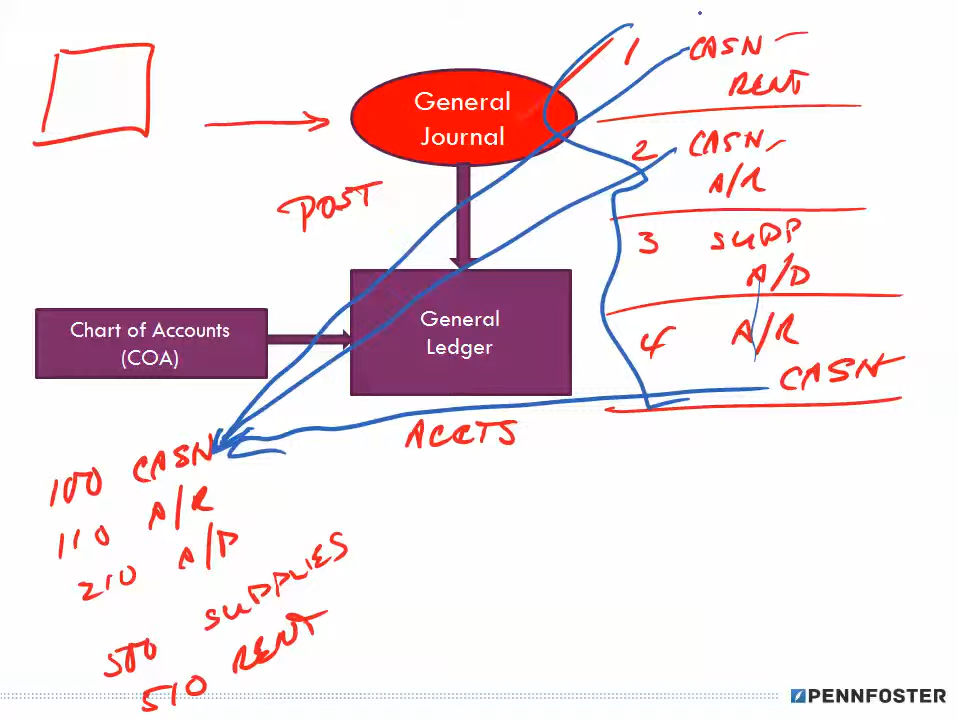 General
Journal
1 CASH
RENT
2 CASH
A/R
3 SUPP
A/P
4 A/R
CASH
POST
Chart of Accounts
(COA)
General
Ledger
ACCTS
100 CASH
110 A/R
210 A/P
500 SUPPLIES
510 RENT
PENNFOSTER